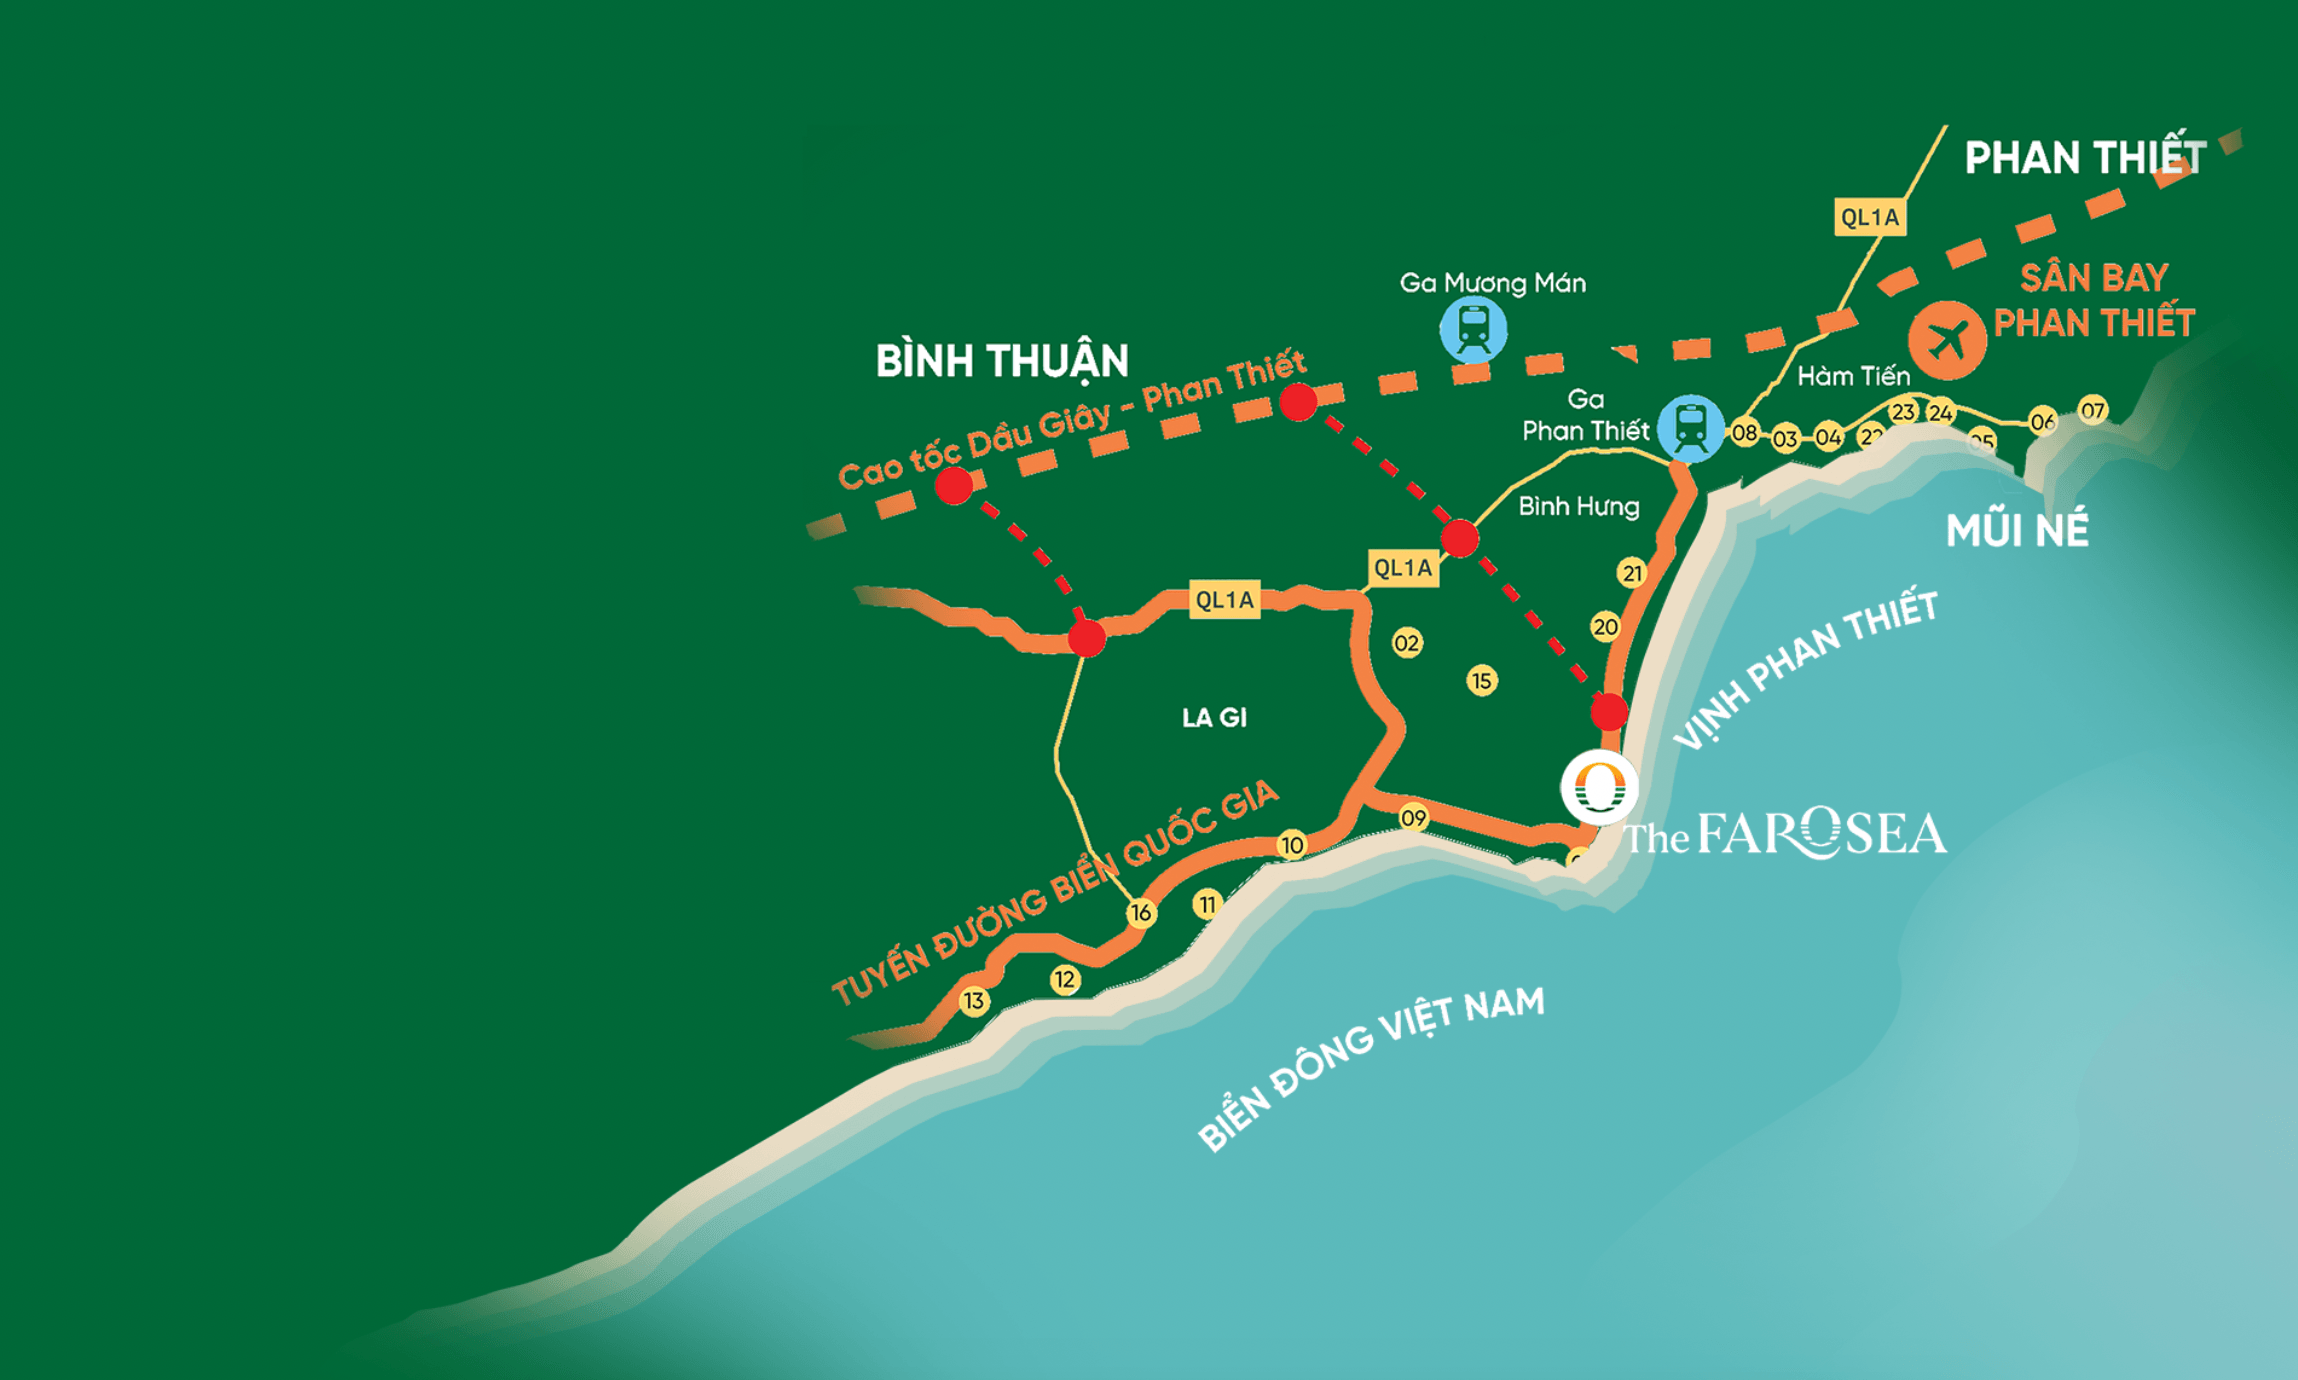 PHAN THIẾT
QL1A
SÂN BAY
PHAN THIẾT
Ga Mương Mán
BÌNH THUẬN
Cao tốc Dầu Giây - Phan Thiết
Hàm Tiến
Ga
Phan Thiết
08
03
04
22
23
24
05
06
07
Bình Hưng
MŨI NÉ
QL1A
QL1A
21
20
02
15
VỊNH PHAN THIẾT
LA GI
The FAROSEA
09
10
TUYẾN ĐƯỜNG BIỂN QUỐC GIA
16
11
12
13
BIỂN ĐÔNG VIỆT NAM